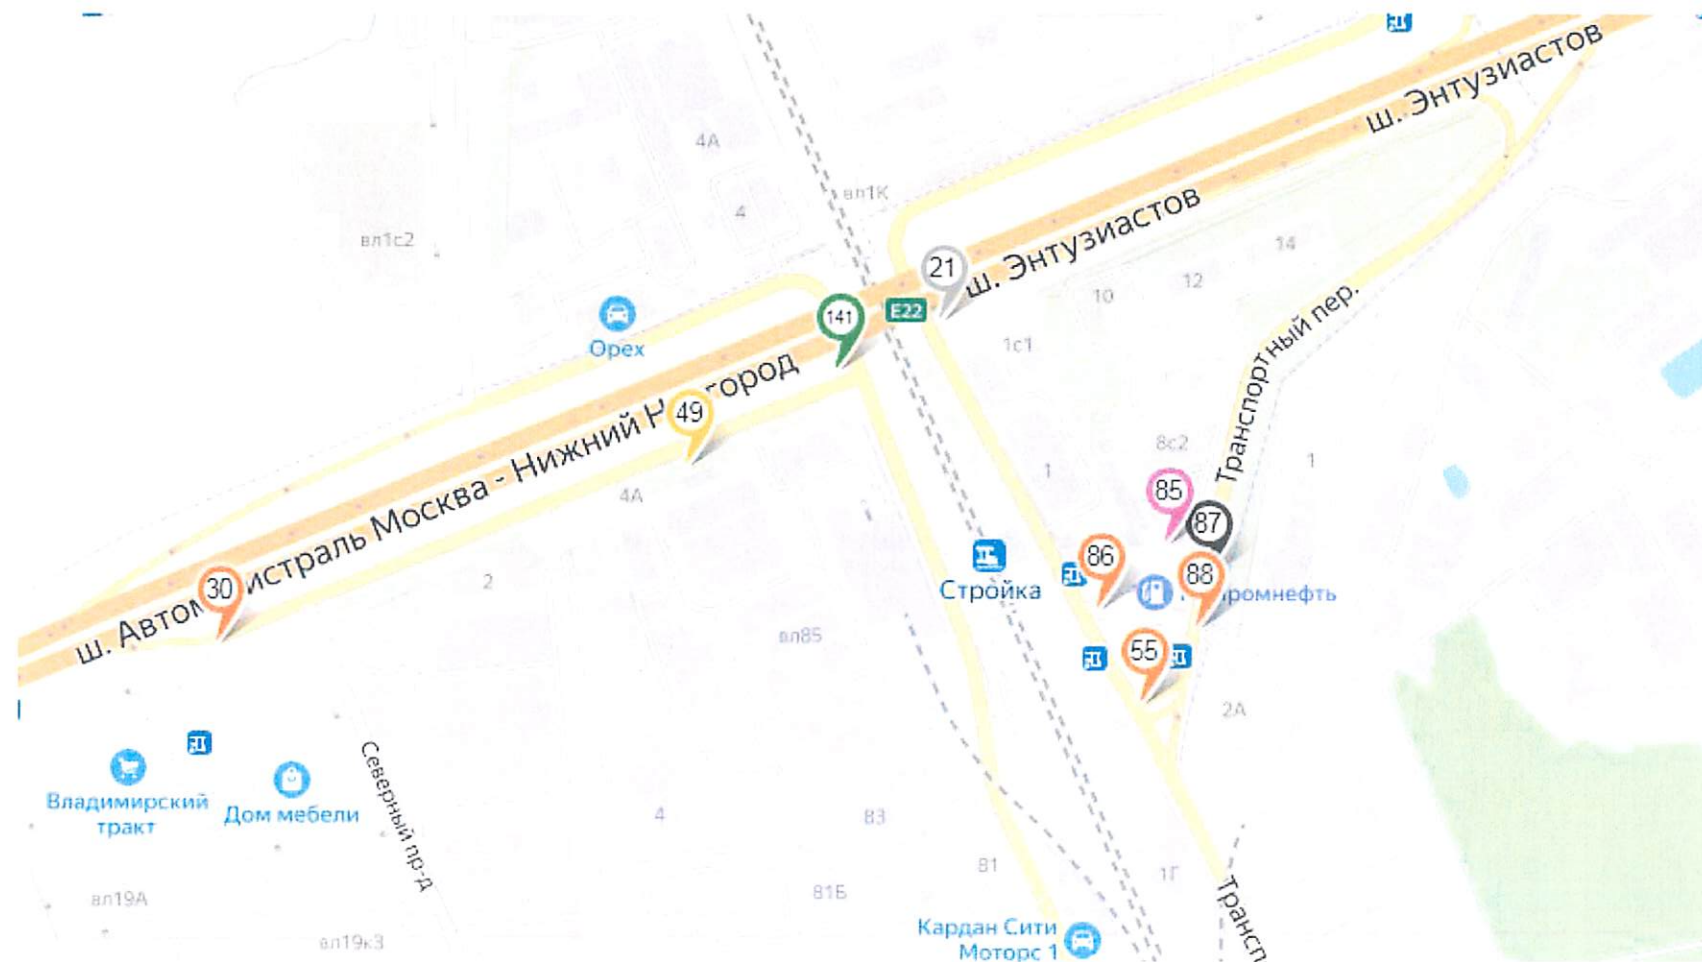 ш. Энтузиастов
4А
вл1К
4
ш. Энтузиастов
вл1с2
14
21
12
10
E22
141
Орех
1с1
Транспортный пер.
ш. Автомагистраль Москва - Нижний Новгород
49
8с2
1
1
4А
85
87
Стройка
86
88
30
2
вл85
55
2А
Владимирский
тракт
Дом мебели
Северный пр-д
4
83
81
1Г
81Б
вл19А
Трансп
вл19к3
Кардан Сити
Моторс 1